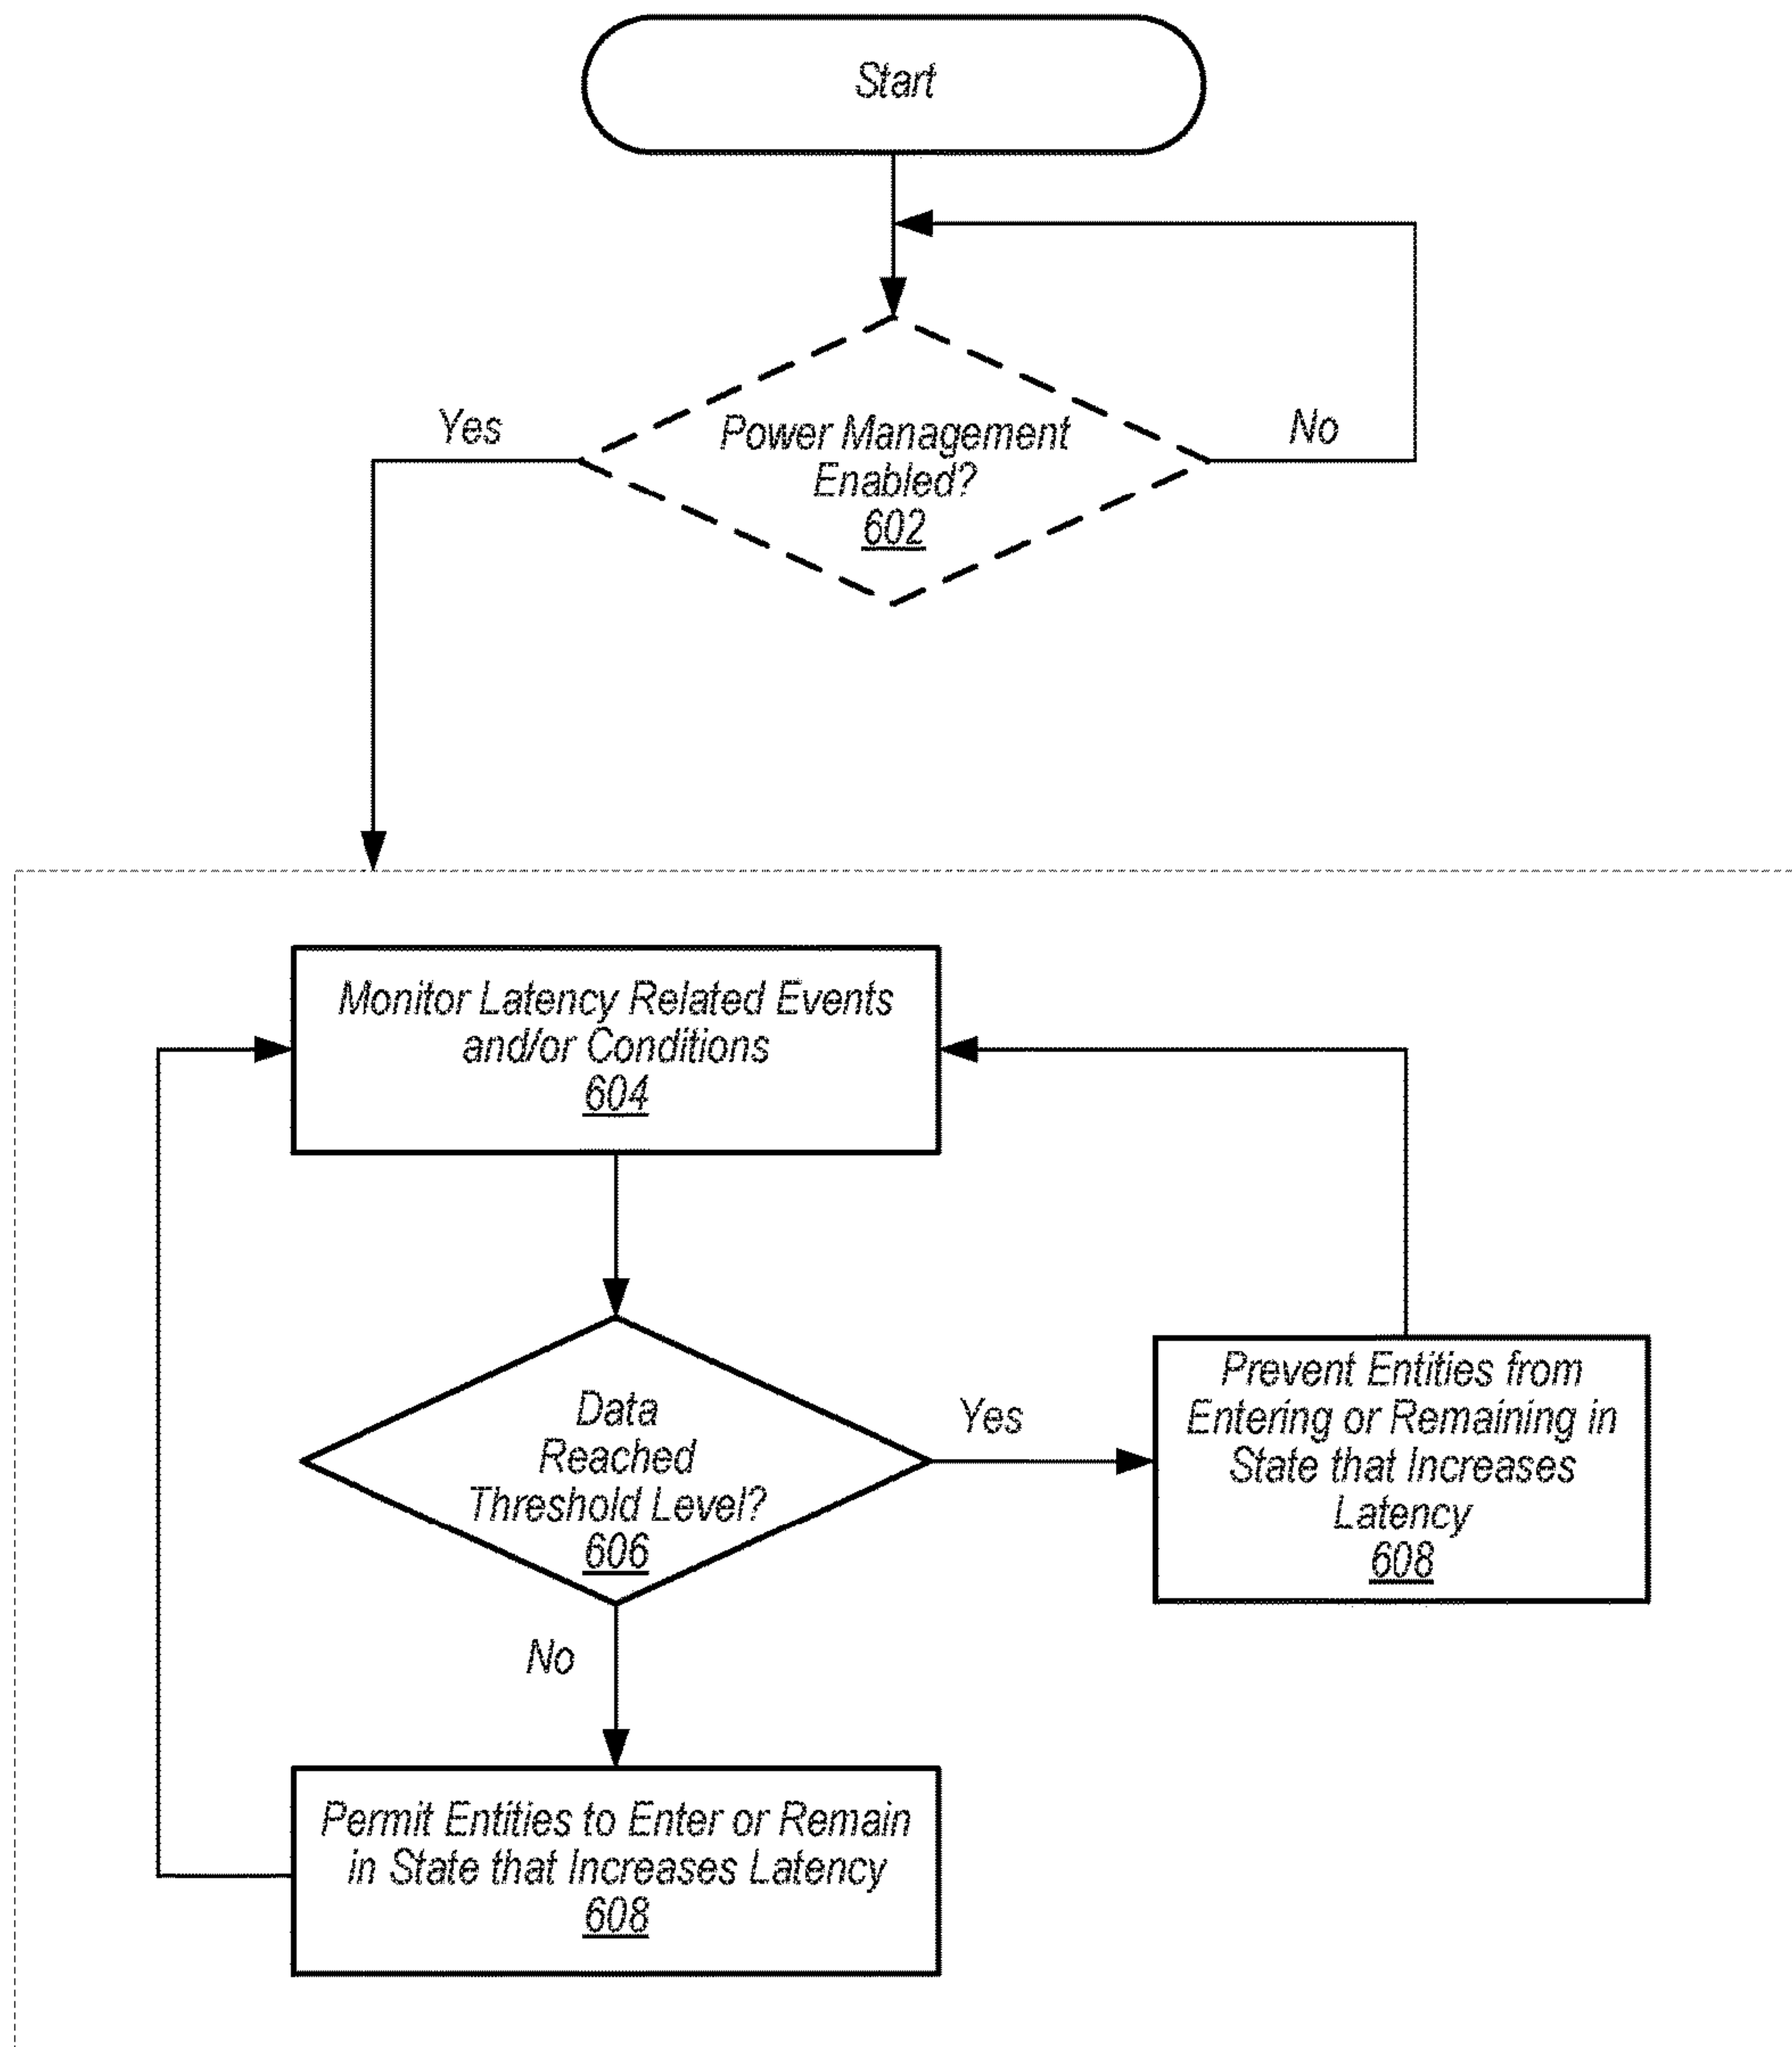 Start
Yes
Power Management
Enabled?
602
No
Monitor Latency Related Events
and/or Conditions
604
Data
Reached
Threshold Level?
606
Yes
Prevent Entities from
Entering or Remaining in
State that Increases
Latency
608
No
Permit Entities to Enter or Remain
in State that Increases Latency
608